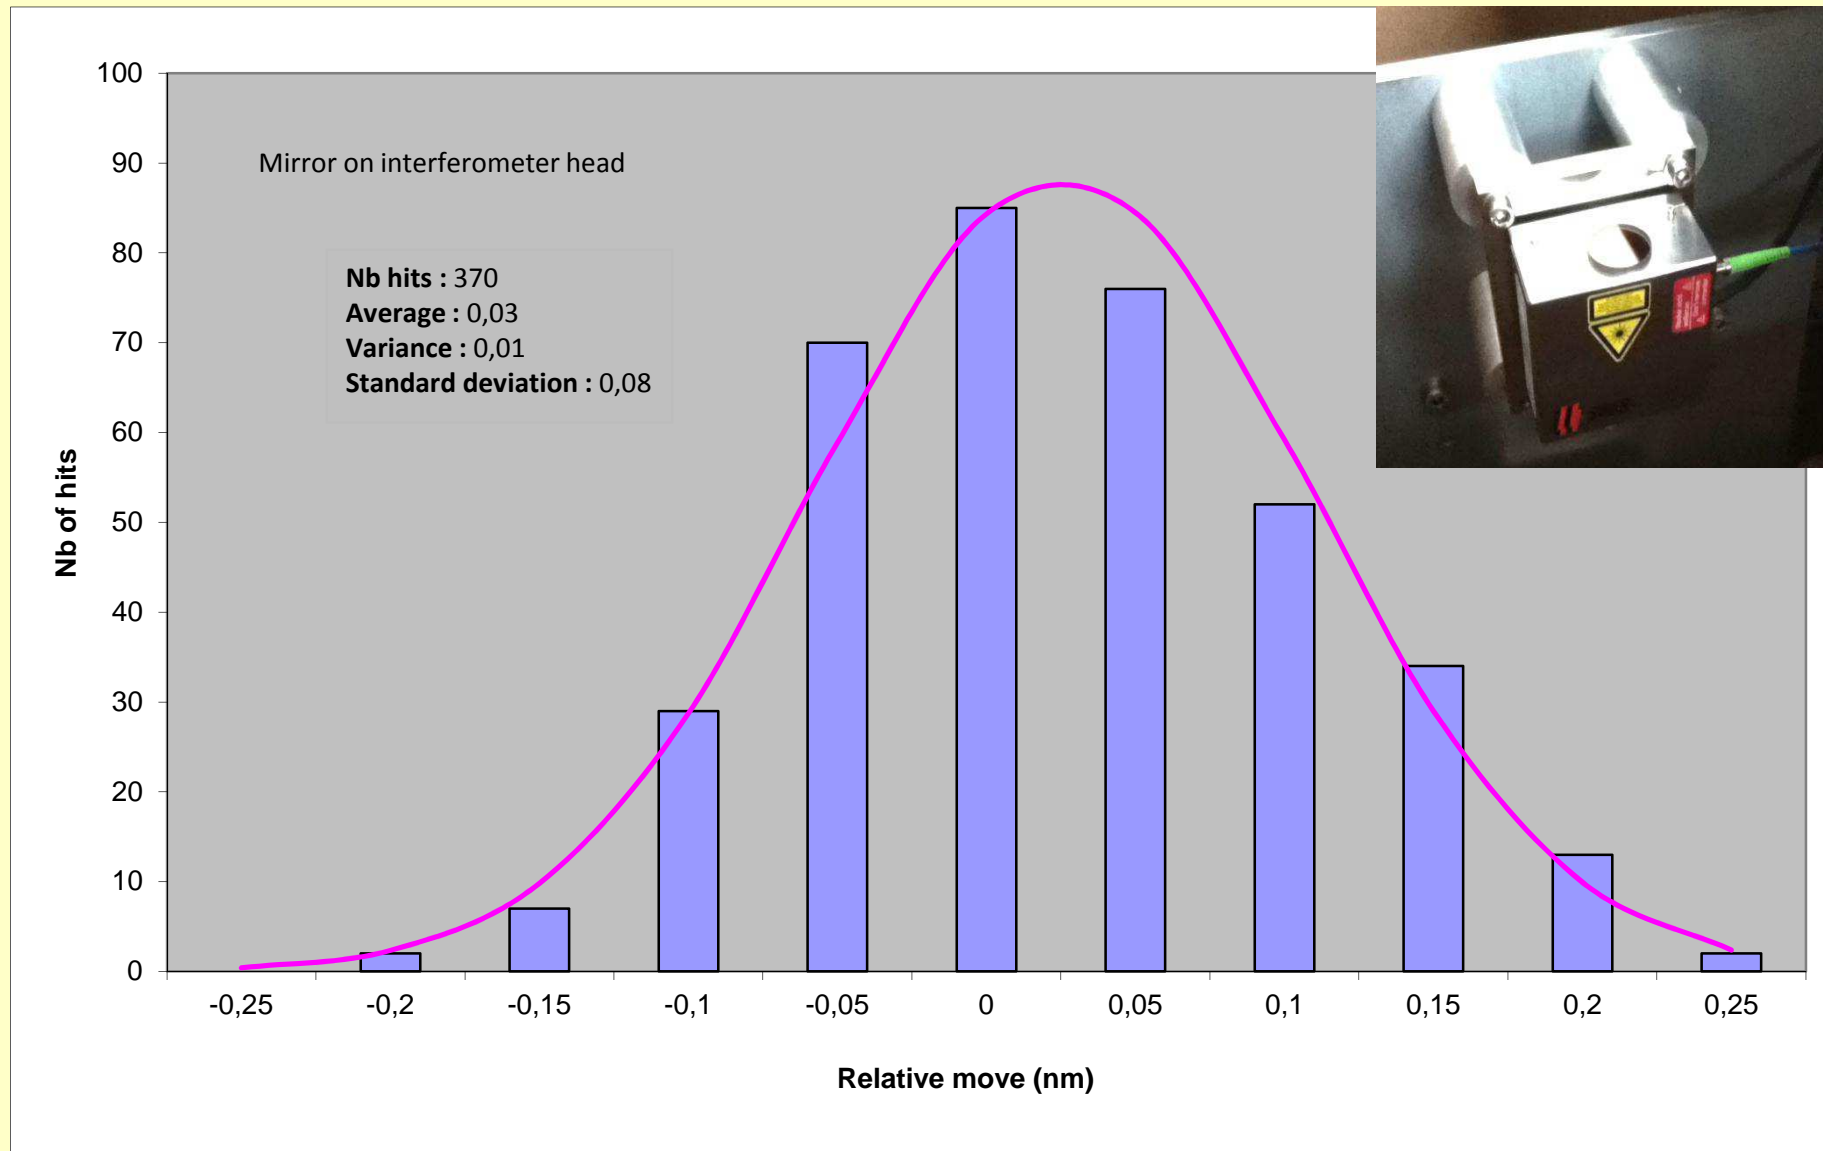 100
90
80
70
60
50
40
30
20
10
0
Nb of hits
Mirror on interferometer head
Nb hits : 370
Average : 0,03
Variance : 0,01
Standard deviation : 0,08
-0,25 -0,2 -0,15 -0,1 -0,05 0 0,05 0,1 0,15 0,2 0,25
Relative move (nm)